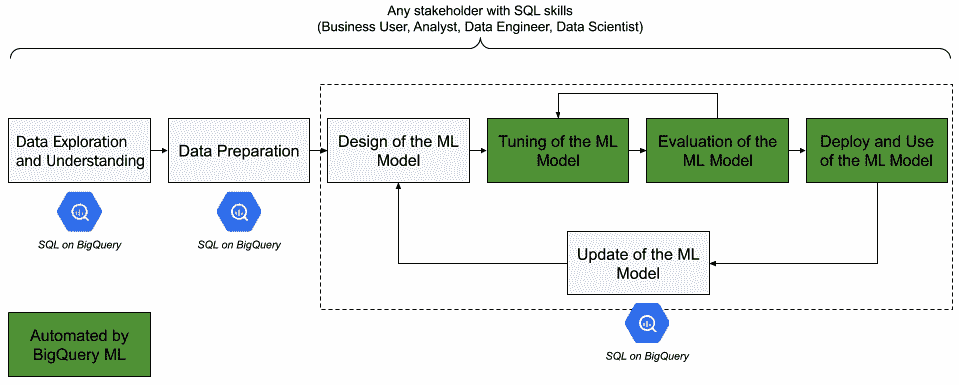 Any stakeholder with SQL skills
(Business User, Analyst, Data Engineer, Data Scientist)
Data Exploration
and Understanding
Data Preparation
Design of the ML
Model
Tuning of the ML
Model
Evaluation of the
ML Model
Deploy and Use
of the ML Model
SQL on BigQuery
SQL on BigQuery
Update of the ML
Model
SQL on BigQuery
Automated by
BigQuery ML